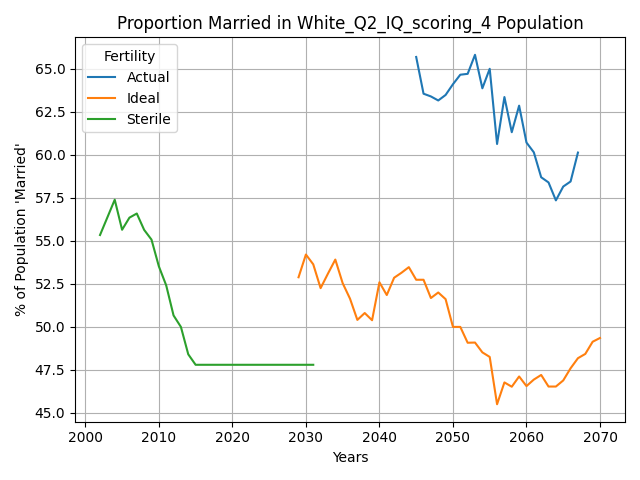 Proportion Married in White_Q2_IQ_scoring_4 Population
Fertility
Actual
Ideal
Sterile
% of Population 'Married'
65.0
62.5
60.0
57.5
55.0
52.5
50.0
47.5
45.0
2000 2010 2020 2030 2040 2050 2060 2070
Years